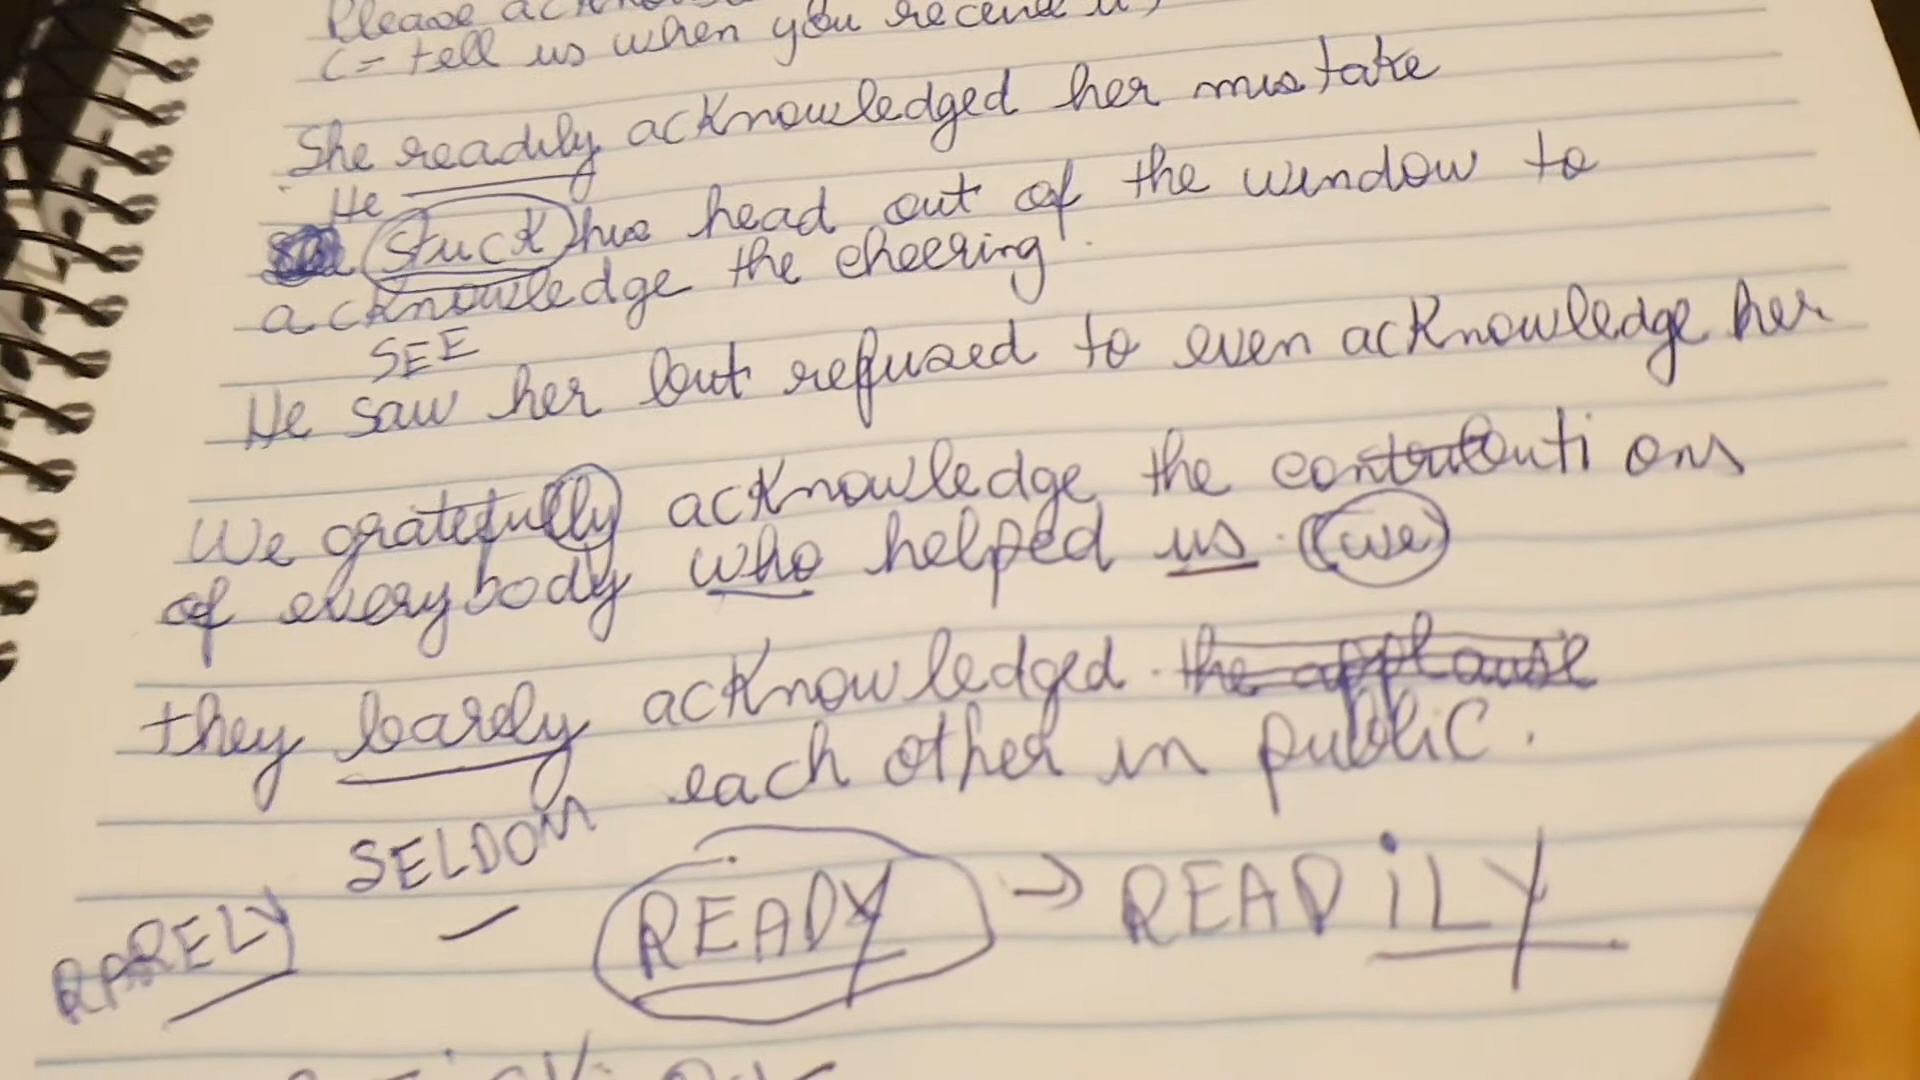 Please
(= tell us when you receive it)
She readily acknowledged her mistake
He
stuck his head out of the window to
acknowledge the cheering.
SEE
He saw her but refused to even acknowledge her
We gratefully acknowledge the contributions
of everybody who helped us. (we)
they barely acknowledged. the applause
each other in public.
SELDOM
RARELY - READY → READiLY